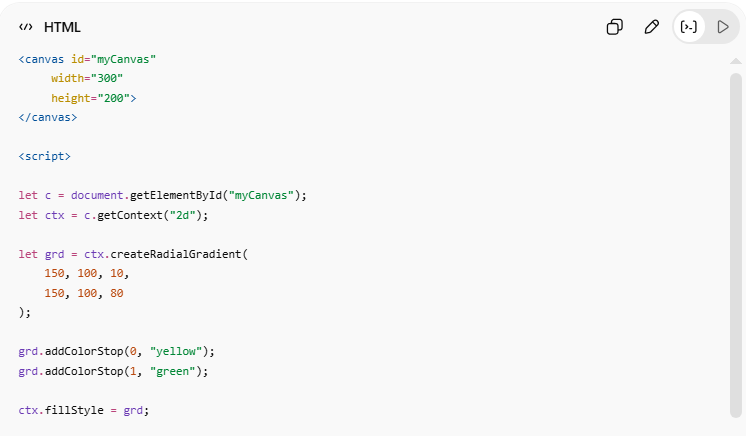 HTML
<canvas id="myCanvas"
     width="300"
     height="200">
</canvas>

<script>

let c = document.getElementById("myCanvas");
let ctx = c.getContext("2d");

let grd = ctx.createRadialGradient(
    150, 100, 10,
    150, 100, 80
);

grd.addColorStop(0, "yellow");
grd.addColorStop(1, "green");

ctx.fillStyle = grd;